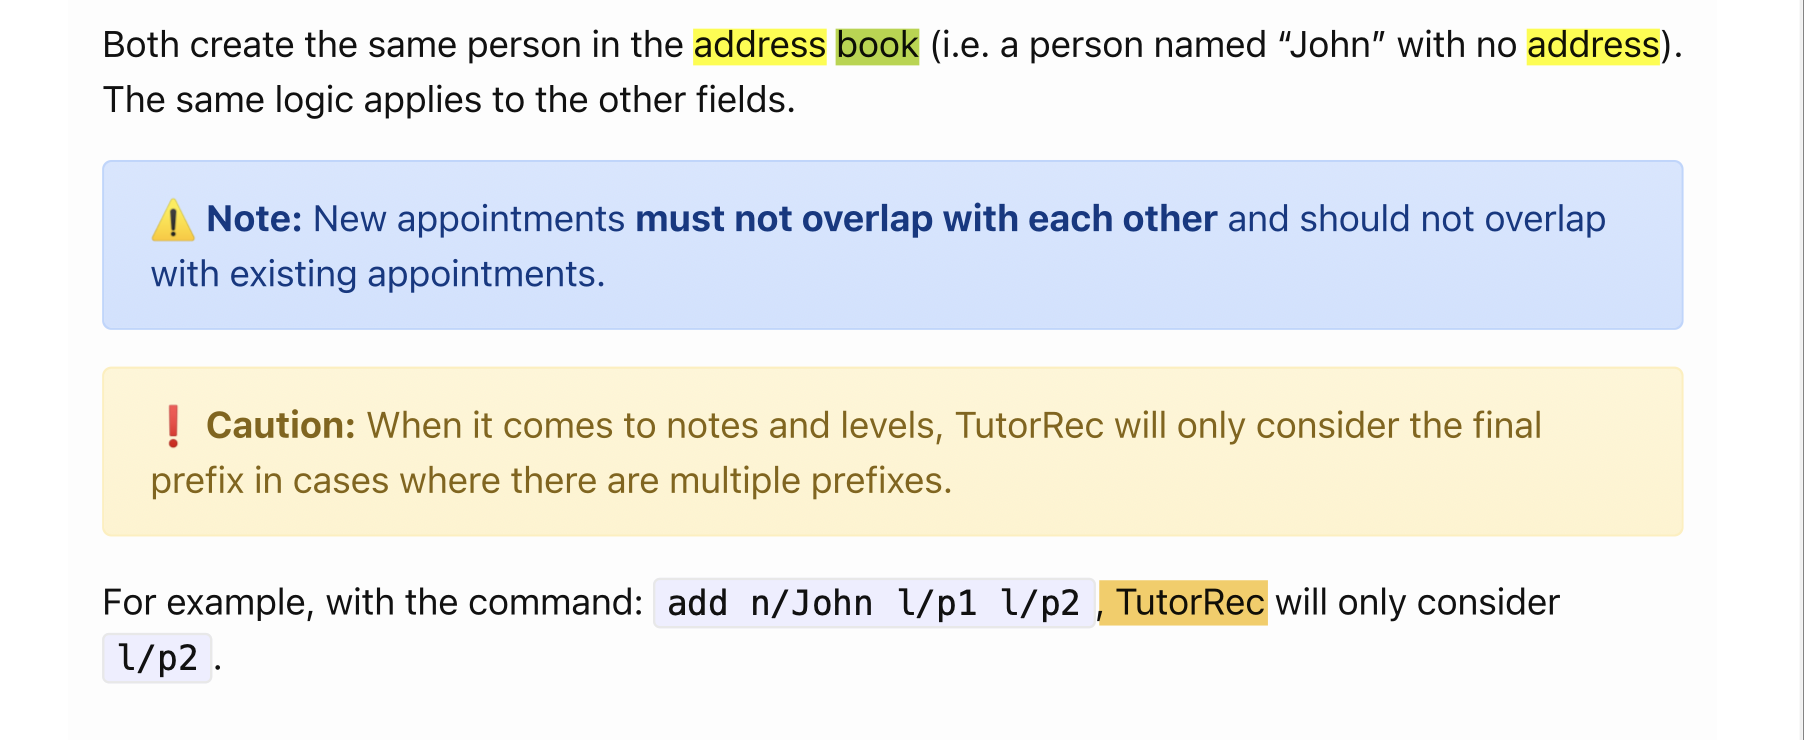 Both create the same person in the address book (i.e. a person named “John” with no address).
The same logic applies to the other fields.
⚠️ Note: New appointments must not overlap with each other and should not overlap
with existing appointments.
❗ Caution: When it comes to notes and levels, TutorRec will only consider the final
prefix in cases where there are multiple prefixes.
For example, with the command: add n/John l/p1 l/p2 , TutorRec will only consider
l/p2 .